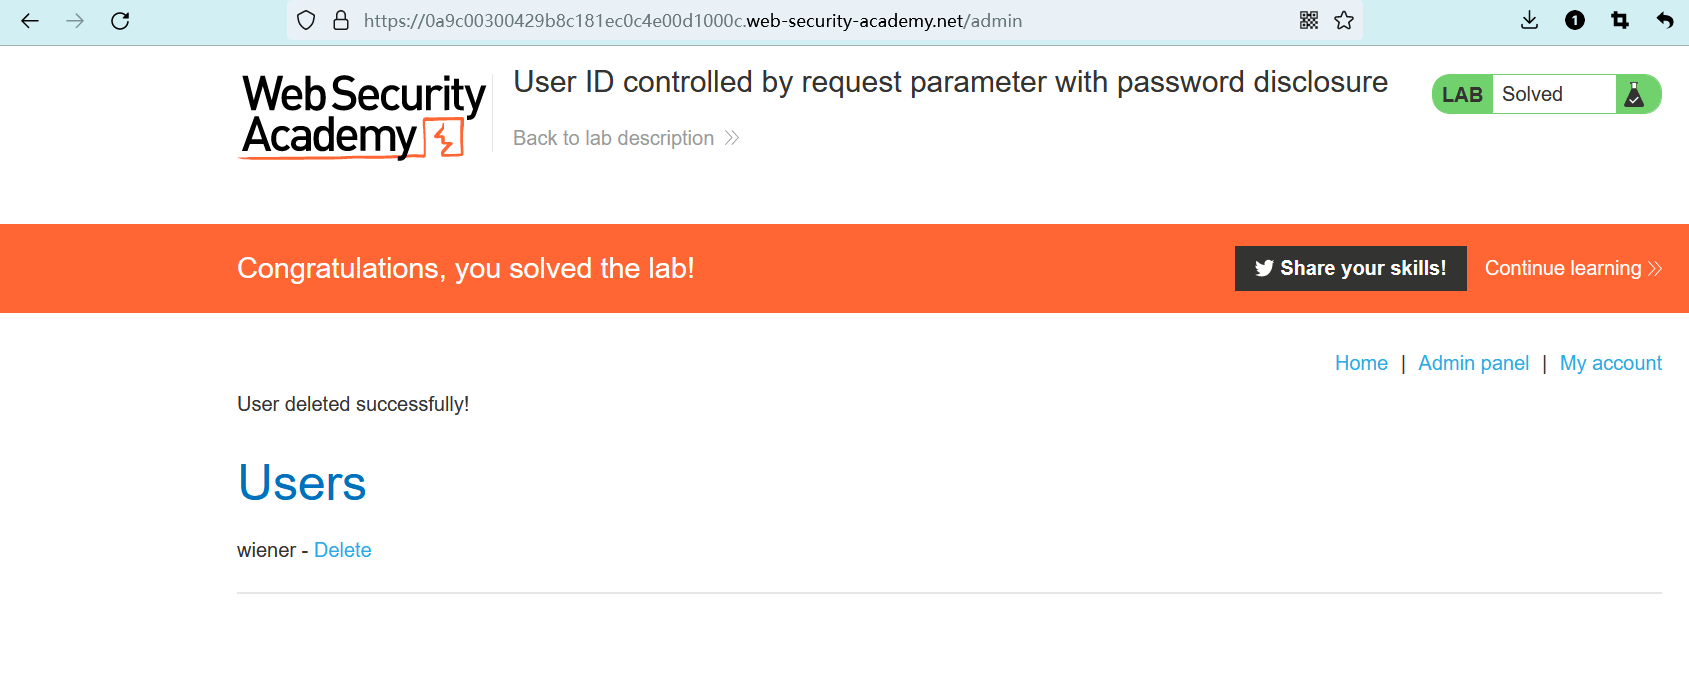 https://0a9c00300429b8c181ec0c4e00d1000c.web-security-academy.net/admin
1
Web Security
Academy
User ID controlled by request parameter with password disclosure
Back to lab description
LAB Solved
Congratulations, you solved the lab!
Share your skills!
Continue learning
Home | Admin panel | My account
User deleted successfully!
Users
wiener - Delete